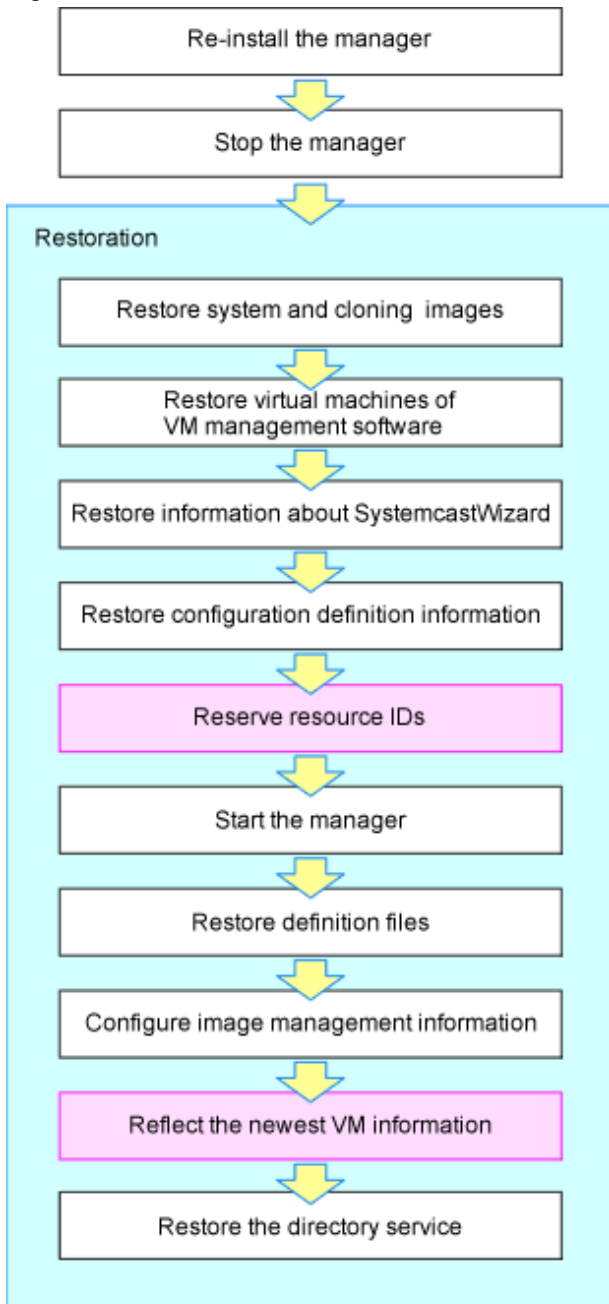 Re-install the manager
Stop the manager
Restoration
Restore system and cloning images
Restore virtual machines of
VM management software
Restore information about SystemcastWizard
Restore configuration definition information
Reserve resource IDs
Start the manager
Restore definition files
Configure image management information
Reflect the newest VM information
Restore the directory service